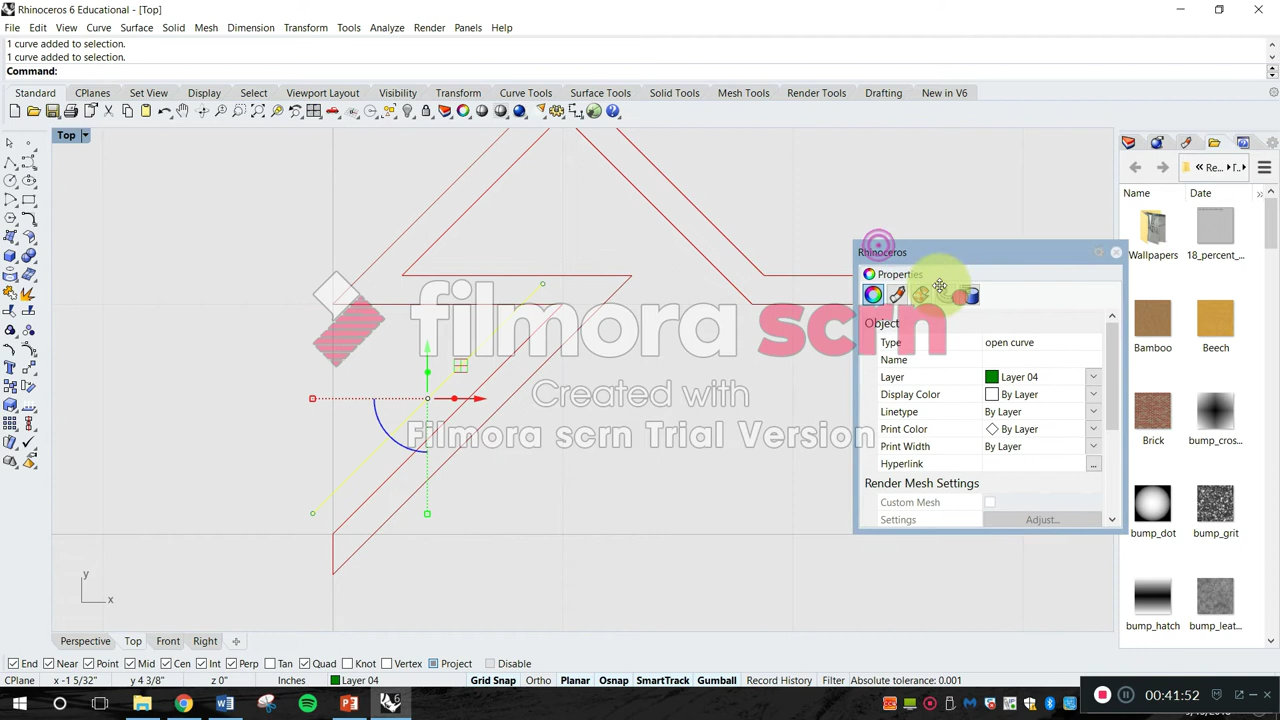 Rhinoceros 6 Educational - [Top]
File Edit View Curve Surface Solid Mesh Dimension Transform Tools Analyze Render Panels Help
1 curve added to selection.
1 curve added to selection.
Command:
Standard CPlanes Set View Display Select Viewport Layout Visibility Transform Curve Tools Surface Tools Solid Tools Mesh Tools Render Tools Drafting New in V6
Top
« Re... T...
Name Date
Wallpapers 18_percent_...
Bamboo Beech
Brick bump_cros...
bump_dot bump_grit
bump_hatch bump_leat...
Rhinoceros
Properties
Object
Type open curve
Name
Layer Layer 04
Display Color By Layer
Linetype By Layer
Print Color By Layer
Print Width By Layer
Hyperlink ...
Render Mesh Settings
Custom Mesh
Settings Adjust...
filmora scrn
Created with
Filmora scrn Trial Version
y
x
Perspective Top Front Right
End Near Point Mid Cen Int Perp Tan Quad Knot Vertex Project Disable
CPlane x -1 5/32" y 4 3/8" z 0" Inches Layer 04 Grid Snap Ortho Planar Osnap SmartTrack Gumball Record History Filter Absolute tolerance: 0.001
00:41:52